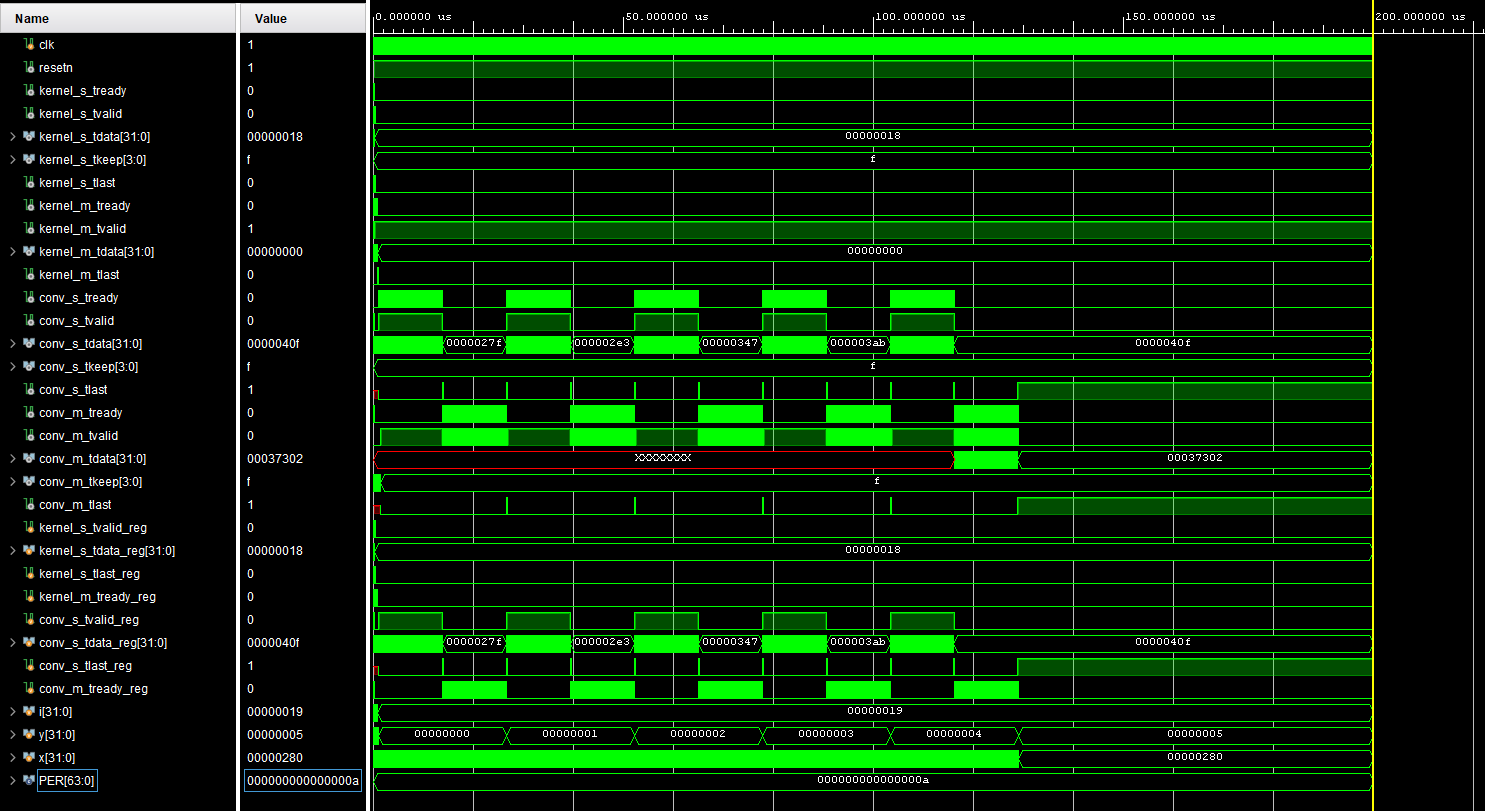 Name Value 0.000000 us 50.000000 us 100.000000 us 150.000000 us 200.000000 us
clk 1
resetn 1
kernel_s_tready 0
kernel_s_tvalid 0
kernel_s_tdata[31:0] 00000018 00000018
kernel_s_tkeep[3:0] f f
kernel_s_tlast 0
kernel_m_tready 0
kernel_m_tvalid 1
kernel_m_tdata[31:0] 00000000 00000000
kernel_m_tlast 0
conv_s_tready 0
conv_s_tvalid 0
conv_s_tdata[31:0] 0000040f 0000027f 000002e3 00000347 000003ab 0000040f
conv_s_tkeep[3:0] f f
conv_s_tlast 1
conv_m_tready 0
conv_m_tvalid 0
conv_m_tdata[31:0] 00037302 XXXXXXXX 00037302
conv_m_tkeep[3:0] f f
conv_m_tlast 1
kernel_s_tvalid_reg 0
kernel_s_tdata_reg[31:0] 00000018 00000018
kernel_s_tlast_reg 0
kernel_m_tready_reg 0
conv_s_tvalid_reg 0
conv_s_tdata_reg[31:0] 0000040f 0000027f 000002e3 00000347 000003ab 0000040f
conv_s_tlast_reg 1
conv_m_tready_reg 0
i[31:0] 00000019 00000019
y[31:0] 00000005 00000000 00000001 00000002 00000003 00000004 00000005
x[31:0] 00000280 00000280
PER[63:0] 000000000000000a 000000000000000a